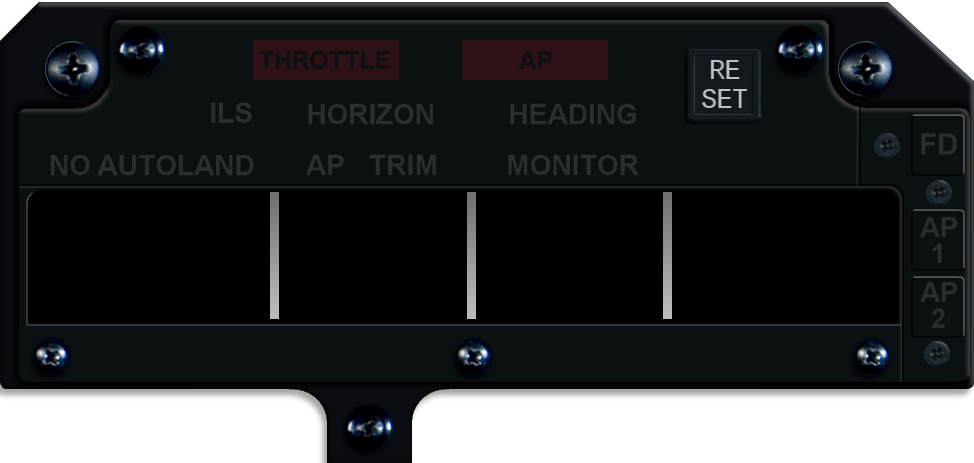 THROTTLE AP
RE
SET
ILS HORIZON HEADING
NO AUTOLAND AP TRIM MONITOR
FD
AP
1
AP
2